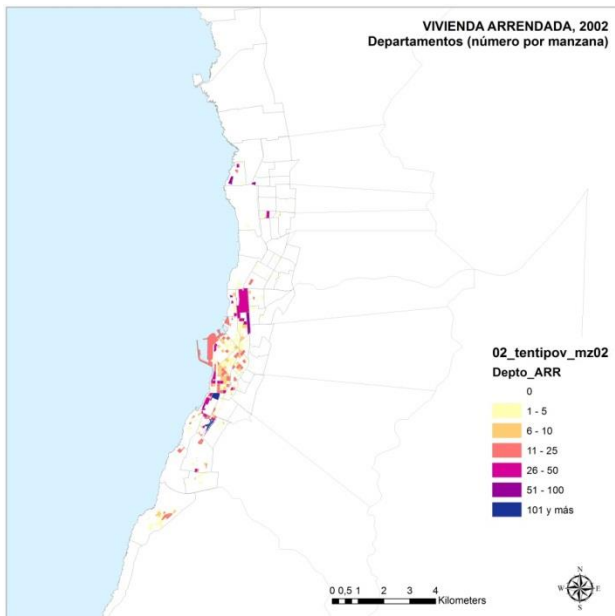 VIVIENDA ARRENDADA, 2002
Departamentos (número por manzana)
02_tentipov_mz02
Depto_ARR
0
1 - 5
6 - 10
11 - 25
26 - 50
51 - 100
101 y más
N
W E
S
0 0,5 1 2 3 4
Kilometers